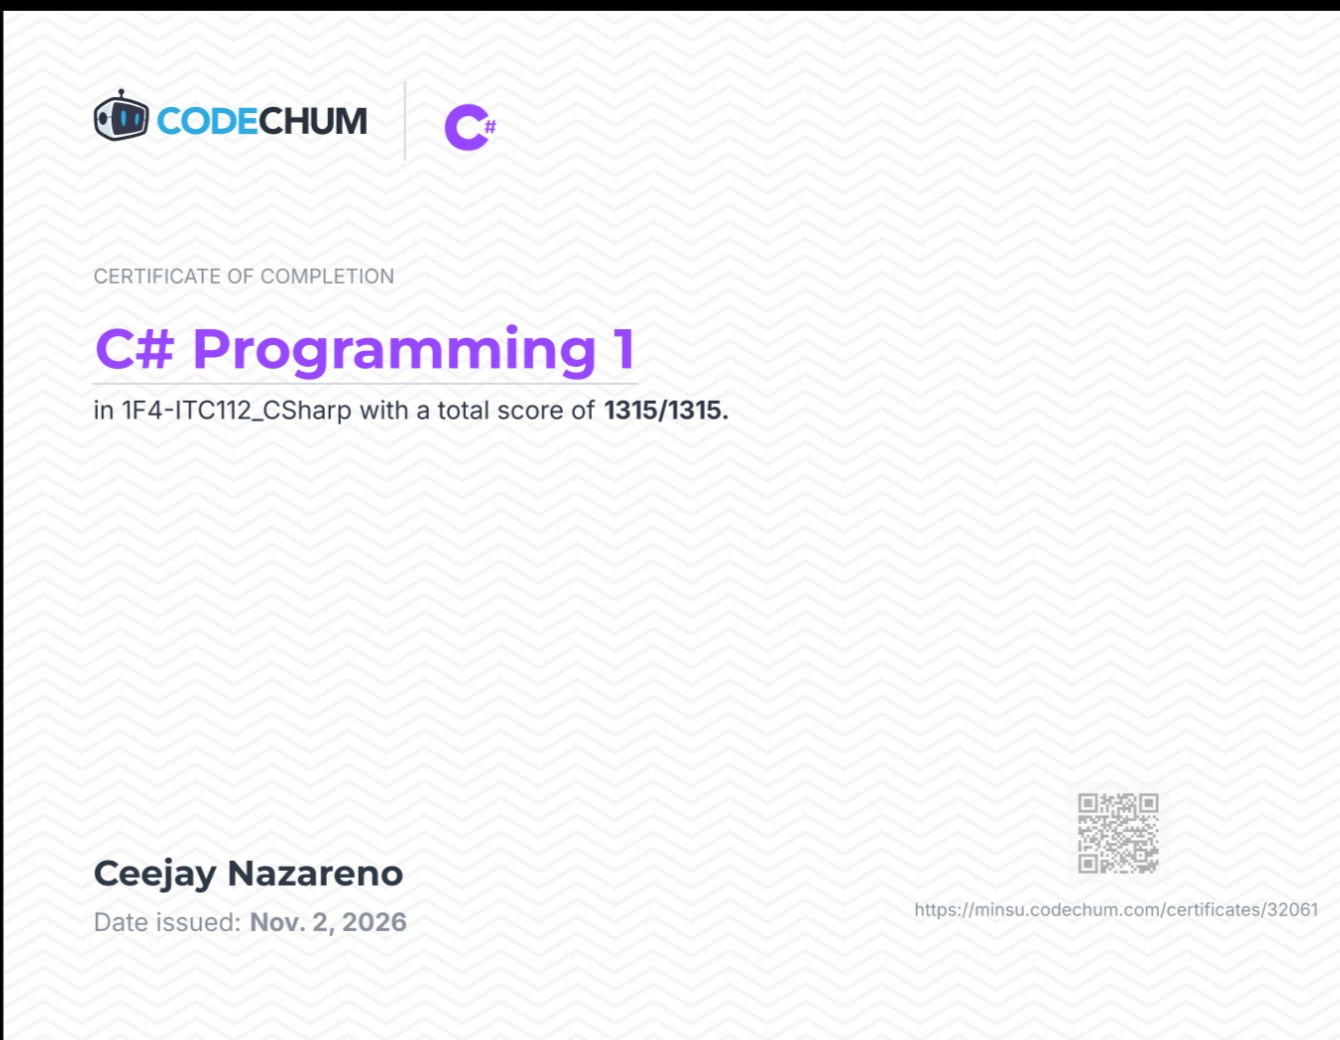 CODECHUM
C#
CERTIFICATE OF COMPLETION
C# Programming 1
in 1F4-ITC112_CSharp with a total score of 1315/1315.
Ceejay Nazareno
Date issued: Nov. 2, 2026
https://minsu.codechum.com/certificates/32061